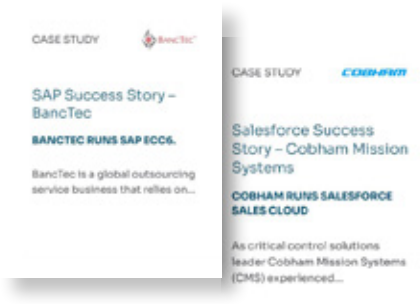 CASE STUDY
BANCTEC
SAP Success Story –
BancTec
BANCTEC RUNS SAP ECC6.
BancTec is a global outsourcing
service business that relies on...
CASE STUDY
COBHAM
Salesforce Success
Story – Cobham Mission
Systems
COBHAM RUNS SALESFORCE
SALES CLOUD
As critical control solutions
leader Cobham Mission Systems
(CMS) experienced...